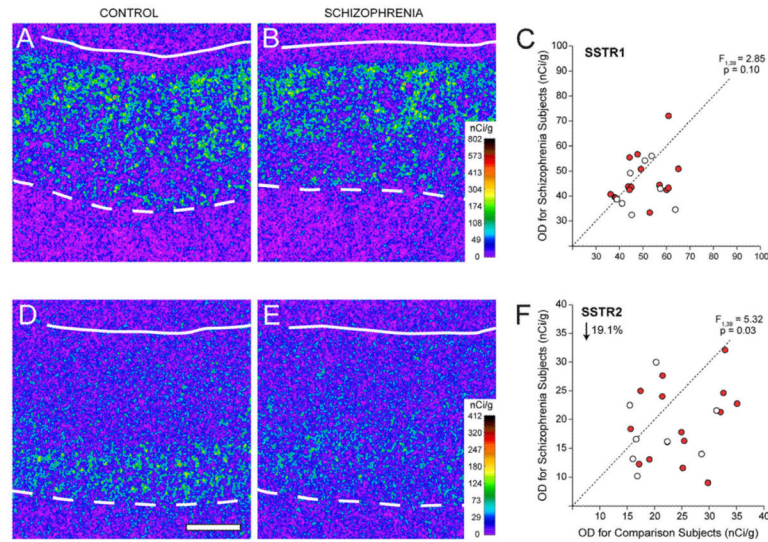 CONTROL
SCHIZOPHRENIA
A
B
nCi/g
802
573
413
304
230
174
108
49
0
C
SSTR1
F1,39 = 2.85
p = 0.10
OD for Schizophrenia Subjects (nCi/g)
100
90
80
70
60
50
40
30
30 40 50 60 70 80 90 100
D
E
nCi/g
412
320
250
190
140
124
73
29
0
F
SSTR2
19.1%
F1,39 = 5.32
p = 0.03
OD for Schizophrenia Subjects (nCi/g)
40
35
30
25
20
15
10
10 15 20 25 30 35 40
OD for Comparison Subjects (nCi/g)